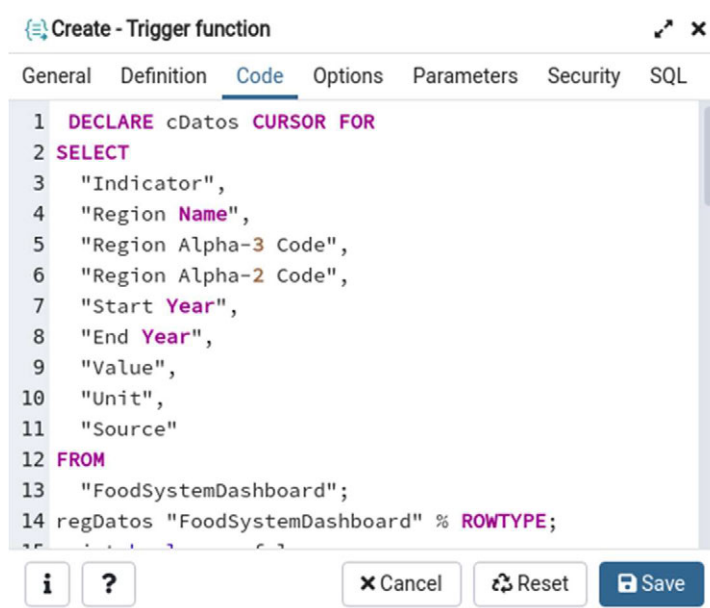 Create - Trigger function
General Definition Code Options Parameters Security SQL
1 DECLARE cDatos CURSOR FOR
2 SELECT
3 "Indicator",
4 "Region Name",
5 "Region Alpha-3 Code",
6 "Region Alpha-2 Code",
7 "Start Year",
8 "End Year",
9 "Value",
10 "Unit",
11 "Source"
12 FROM
13 "FoodSystemDashboard";
14 regDatos "FoodSystemDashboard" % ROWTYPE;
i ? Cancel Reset Save